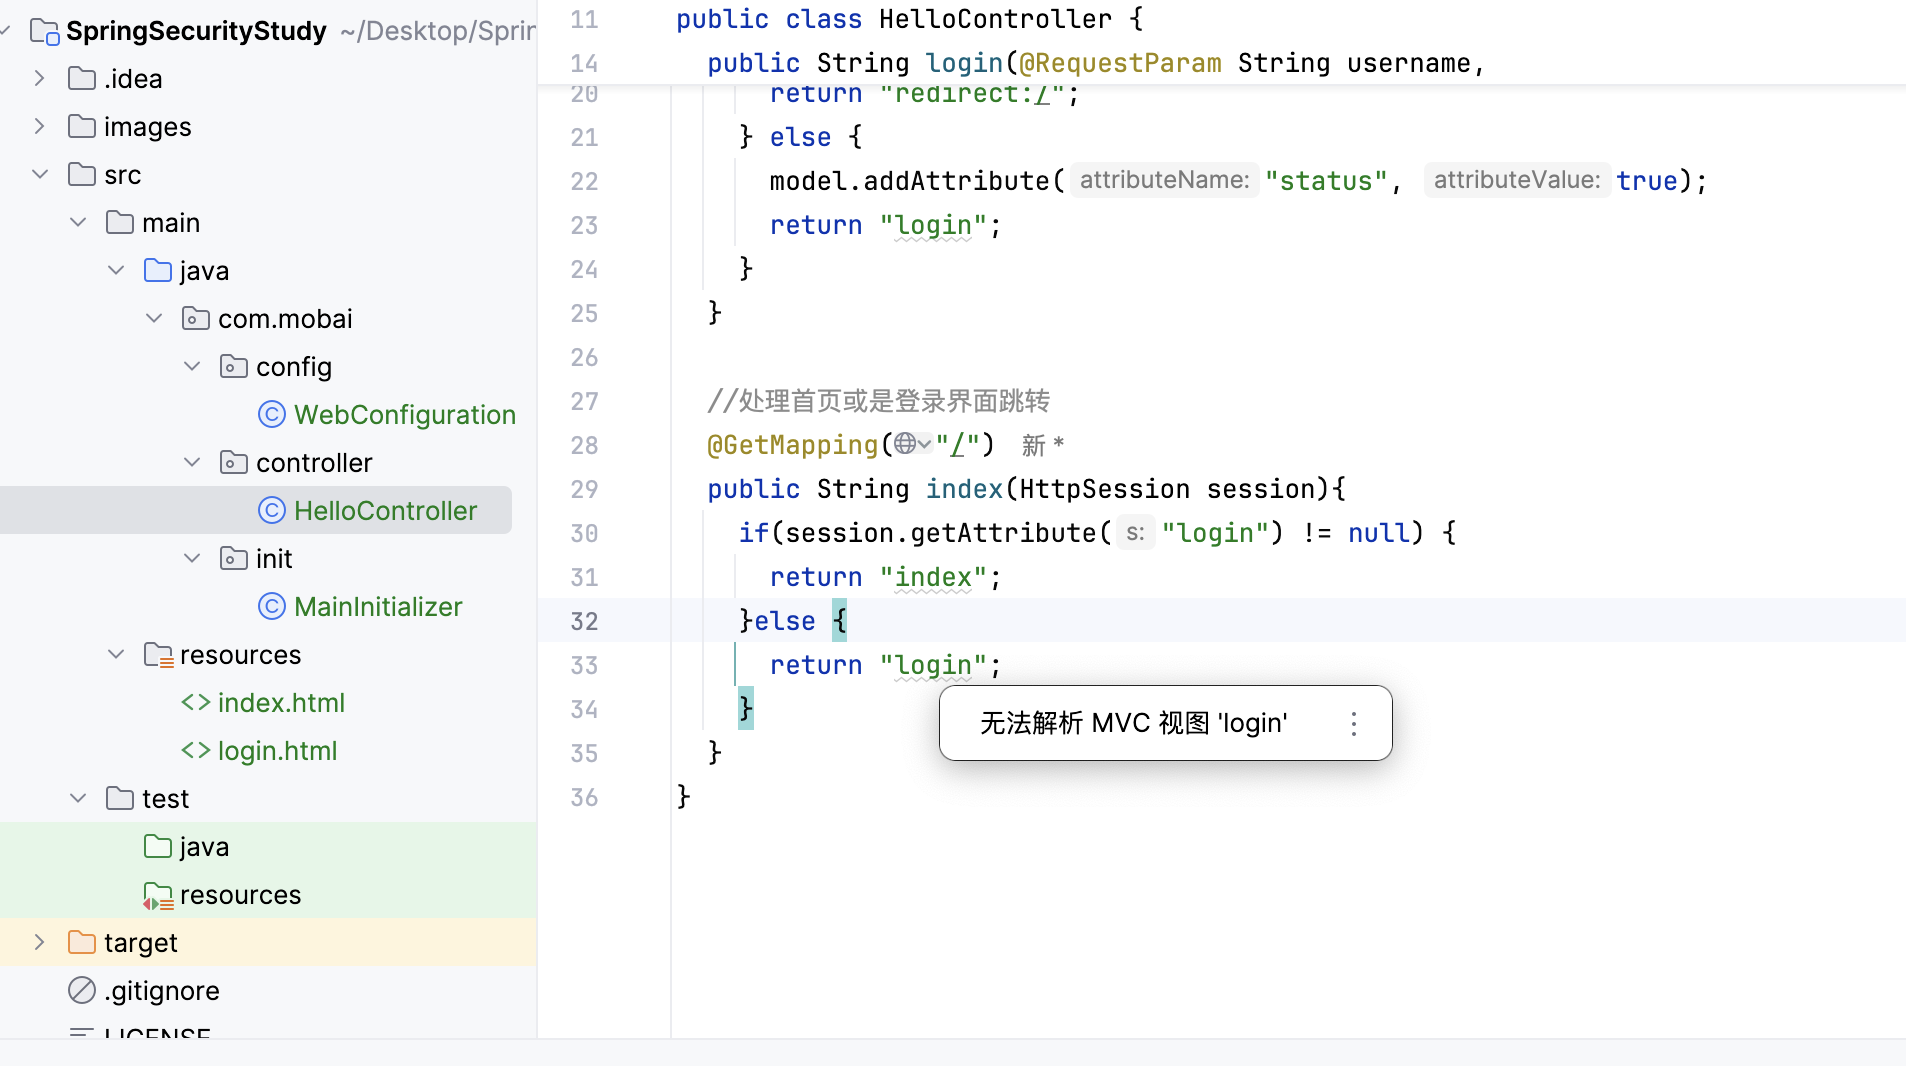 SpringSecurityStudy ~/Desktop/Sprin
.idea
images
src
main
java
com.mobai
config
WebConfiguration
controller
HelloController
init
MainInitializer
resources
index.html
login.html
test
java
resources
target
.gitignore
LICENSE
11 public class HelloController {
14 public String login(@RequestParam String username,
20 return "redirect:/";
21 } else {
22 model.addAttribute( attributeName: "status", attributeValue: true);
23 return "login";
24 }
25 }
26
27 //处理首页或是登录界面跳转
28 @GetMapping("/") 新 *
29 public String index(HttpSession session){
30 if(session.getAttribute( s: "login") != null) {
31 return "index";
32 }else {
33 return "login";
34 }
无法解析 MVC 视图 'login'
35 }
36 }